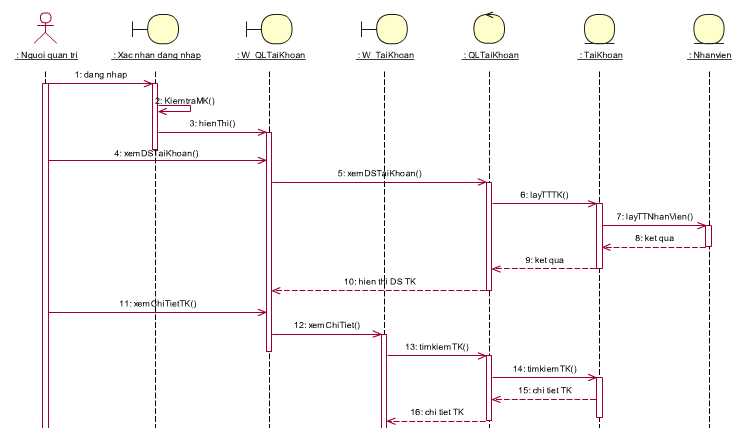 : Nguoi quan tri
: Xac nhan dang nhap
: W_QLTaiKhoan
: W_TaiKhoan
: QLTaiKhoan
: TaiKhoan
: Nhanvien
1: dang nhap
2: KiemtraMK()
3: hienThi()
4: xemDSTaiKhoan()
5: xemDSTaiKhoan()
6: layTTTK()
7: layTTNhanVien()
8: ket qua
9: ket qua
10: hien thi DS TK
11: xemChiTietTK()
12: xemChiTiet()
13: timkiemTK()
14: timkiemTK()
15: chi tiet TK
16: chi tiet TK